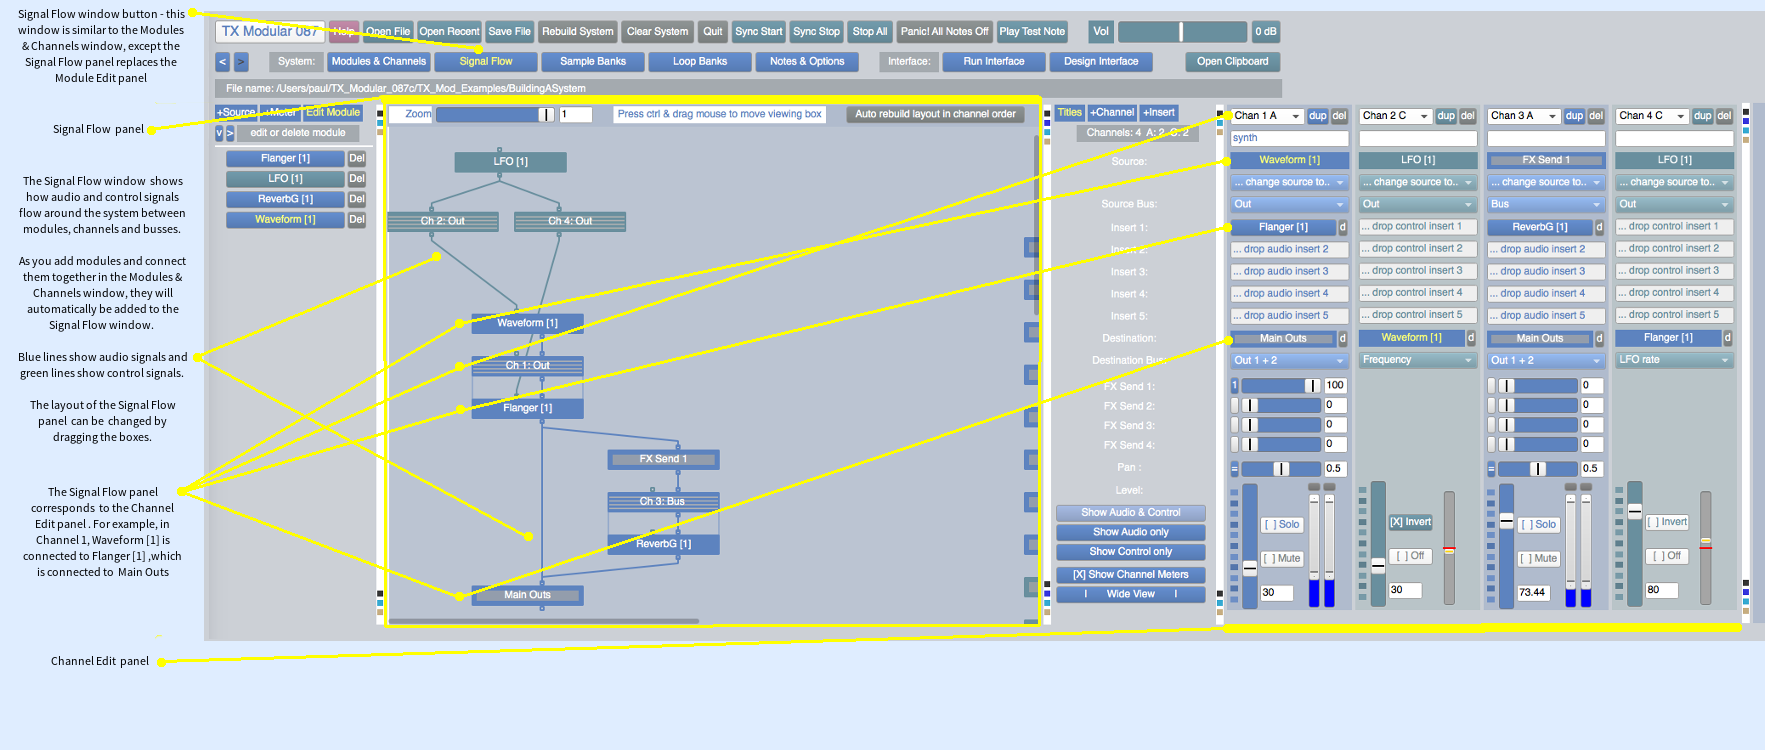 Signal Flow window button - this
window is similar to the Modules
& Channels window, except the
Signal Flow panel replaces the
Module Edit panel
Signal Flow panel
The Signal Flow window shows
how audio and control signals
flow around the system between
modules, channels and busses.
As you add modules and connect
them together in the Modules &
Channels window, they will
automatically be added to the
Signal Flow window.
Blue lines show audio signals and
green lines show control signals.
The layout of the Signal Flow
panel can be changed by
dragging the boxes.
The Signal Flow panel
corresponds to the Channel
Edit panel . For example, in
Channel 1, Waveform [1] is
connected to Flanger [1] ,which
is connected to Main Outs
Channel Edit panel
TX Modular 087 Help Open File Open Recent Save File Rebuild System Clear System Quit Sync Start Sync Stop Stop All Panic! All Notes Off Play Test Note Vol 0 dB
< > System: Modules & Channels Signal Flow Sample Banks Loop Banks Notes & Options Interface: Run Interface Design Interface Open Clipboard
File name: /Users/paul/TX_Modular_087c/TX_Mod_Examples/BuildingASystem
+Source +Meter Edit Module
v > edit or delete module
Flanger [1] Del
LFO [1] Del
ReverbG [1] Del
Waveform [1] Del
Zoom 1 Press ctrl & drag mouse to move viewing box Auto rebuild layout in channel order
LFO [1]
Ch 2: Out Ch 4: Out
Waveform [1]
Ch 1: Out
Flanger [1]
FX Send 1
Ch 3: Bus
ReverbG [1]
Main Outs
Titles +Channel +Insert
Channels: 4 A: 2 C: 2
Source:
Source Bus:
Insert 1:
Insert 2:
Insert 3:
Insert 4:
Insert 5:
Destination:
Destination Bus:
FX Send 1:
FX Send 2:
FX Send 3:
FX Send 4:
Pan :
Level:
Show Audio & Control
Show Audio only
Show Control only
[X] Show Channel Meters
I Wide View I
Chan 1 A dup del
synth
Waveform [1]
... change source to..
Out
Flanger [1] d
... drop audio insert 2
... drop audio insert 3
... drop audio insert 4
... drop audio insert 5
Main Outs d
Out 1 + 2
1 100
0
0
0
= 0.5
[ ] Solo
[ ] Mute
30
Chan 2 C dup del
LFO [1]
... change source to..
Out
... drop control insert 1
... drop control insert 2
... drop control insert 3
... drop control insert 4
... drop control insert 5
Waveform [1] d
Frequency
[X] Invert
[ ] Off
30
Chan 3 A dup del
FX Send 1
... change source to..
Bus
ReverbG [1] d
... drop audio insert 2
... drop audio insert 3
... drop audio insert 4
... drop audio insert 5
Main Outs d
Out 1 + 2
0
0
0
0
= 0.5
[ ] Solo
[ ] Mute
73.44
Chan 4 C dup del
LFO [1]
... change source to..
Out
... drop control insert 1
... drop control insert 2
... drop control insert 3
... drop control insert 4
... drop control insert 5
Flanger [1] d
LFO rate
[ ] Invert
[ ] Off
80